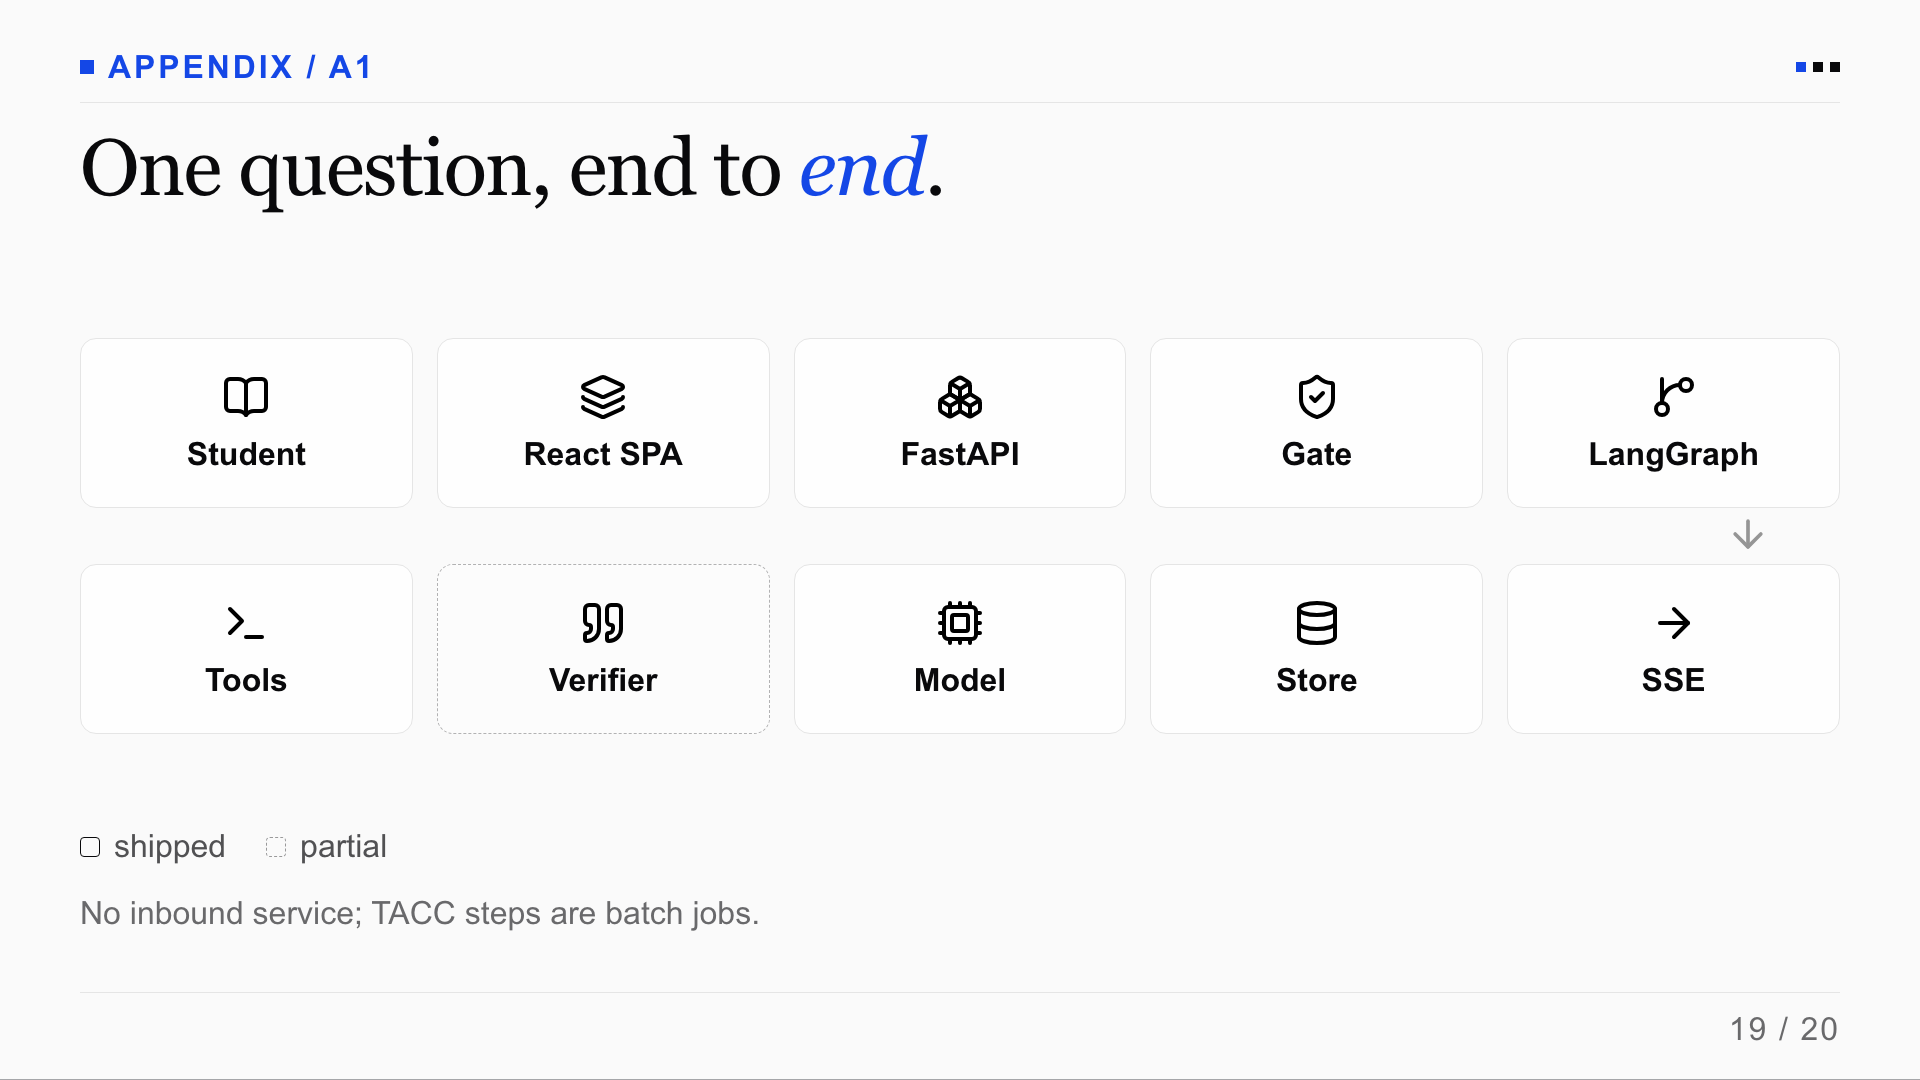 APPENDIX / A1
One question, end to end.
Student
React SPA
FastAPI
Gate
LangGraph
Tools
Verifier
Model
Store
SSE
shipped
partial
No inbound service; TACC steps are batch jobs.
19 / 20